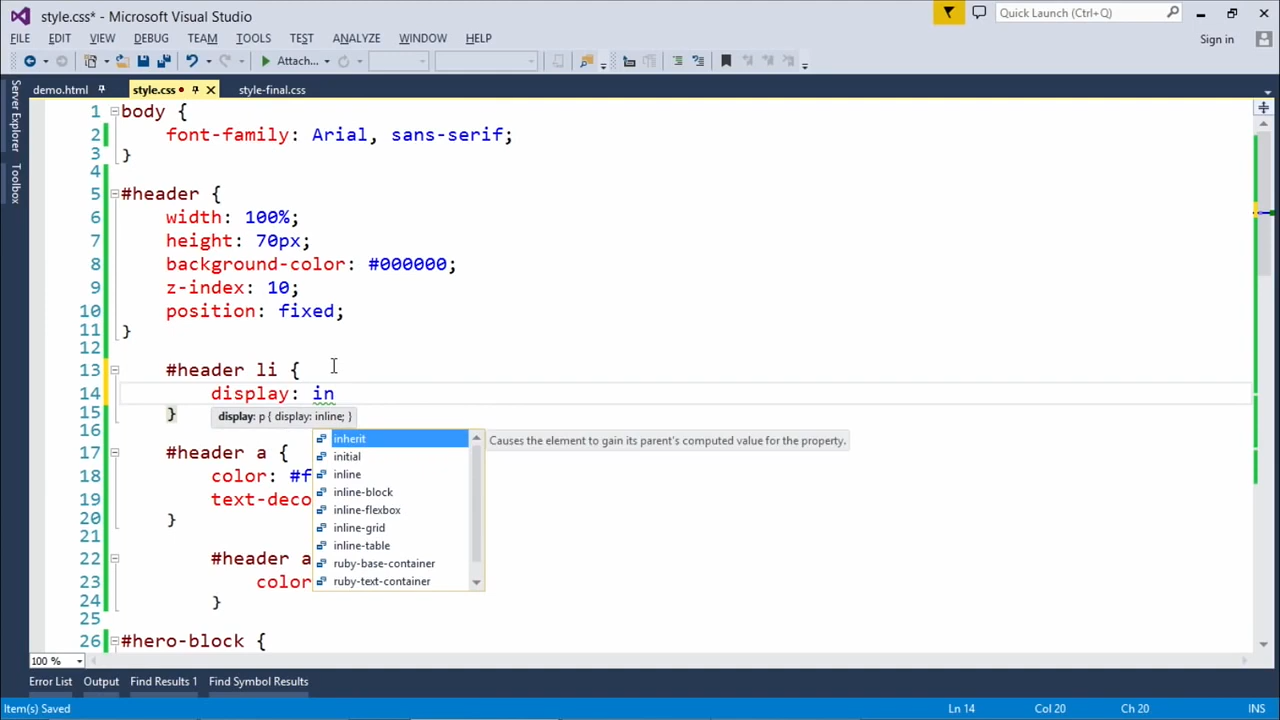 style.css* - Microsoft Visual Studio
Quick Launch (Ctrl+Q)
FILE EDIT VIEW DEBUG TEAM TOOLS TEST ANALYZE WINDOW HELP
Sign in
Attach...
Server Explorer
Toolbox
demo.html style.css style-final.css
1 body {
2 font-family: Arial, sans-serif;
3 }
4
5 #header {
6 width: 100%;
7 height: 70px;
8 background-color: #000000;
9 z-index: 10;
10 position: fixed;
11 }
12
13 #header li {
14 display: in
15 }
display: p { display: inline; }
16
inherit
Causes the element to gain its parent's computed value for the property.
17 #header a {
initial
18 color: #f
inline
inline-block
19 text-deco
inline-flexbox
20 }
inline-grid
21
inline-table
22 #header a
ruby-base-container
23 color
ruby-text-container
24 }
25
26 #hero-block {
100 %
Error List Output Find Results 1 Find Symbol Results
Item(s) Saved Ln 14 Col 20 Ch 20 INS